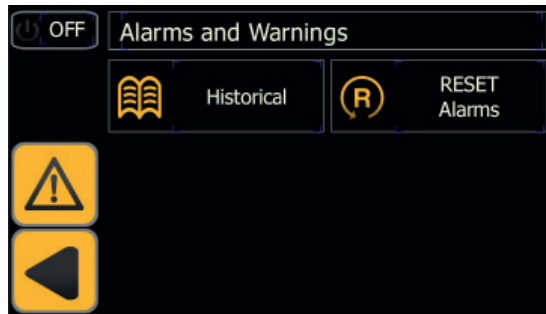 OFF
Alarms and Warnings
Historical
R
RESET
Alarms